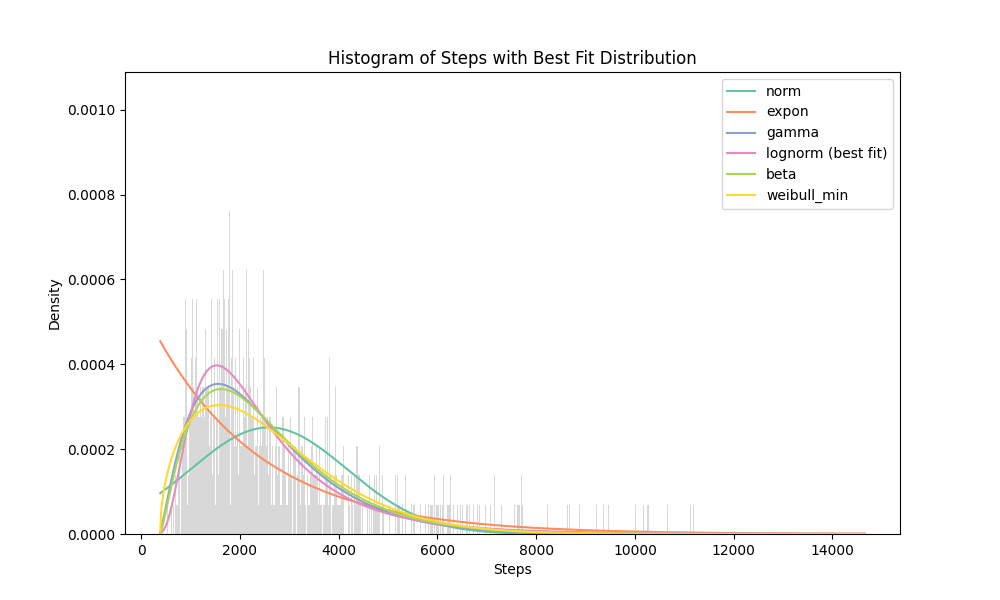 Histogram of Steps with Best Fit Distribution
norm
expon
gamma
lognorm (best fit)
beta
weibull_min
0.0010
0.0008
0.0006
0.0004
0.0002
0.0000
Density
0
2000
4000
6000
8000
10000
12000
14000
Steps